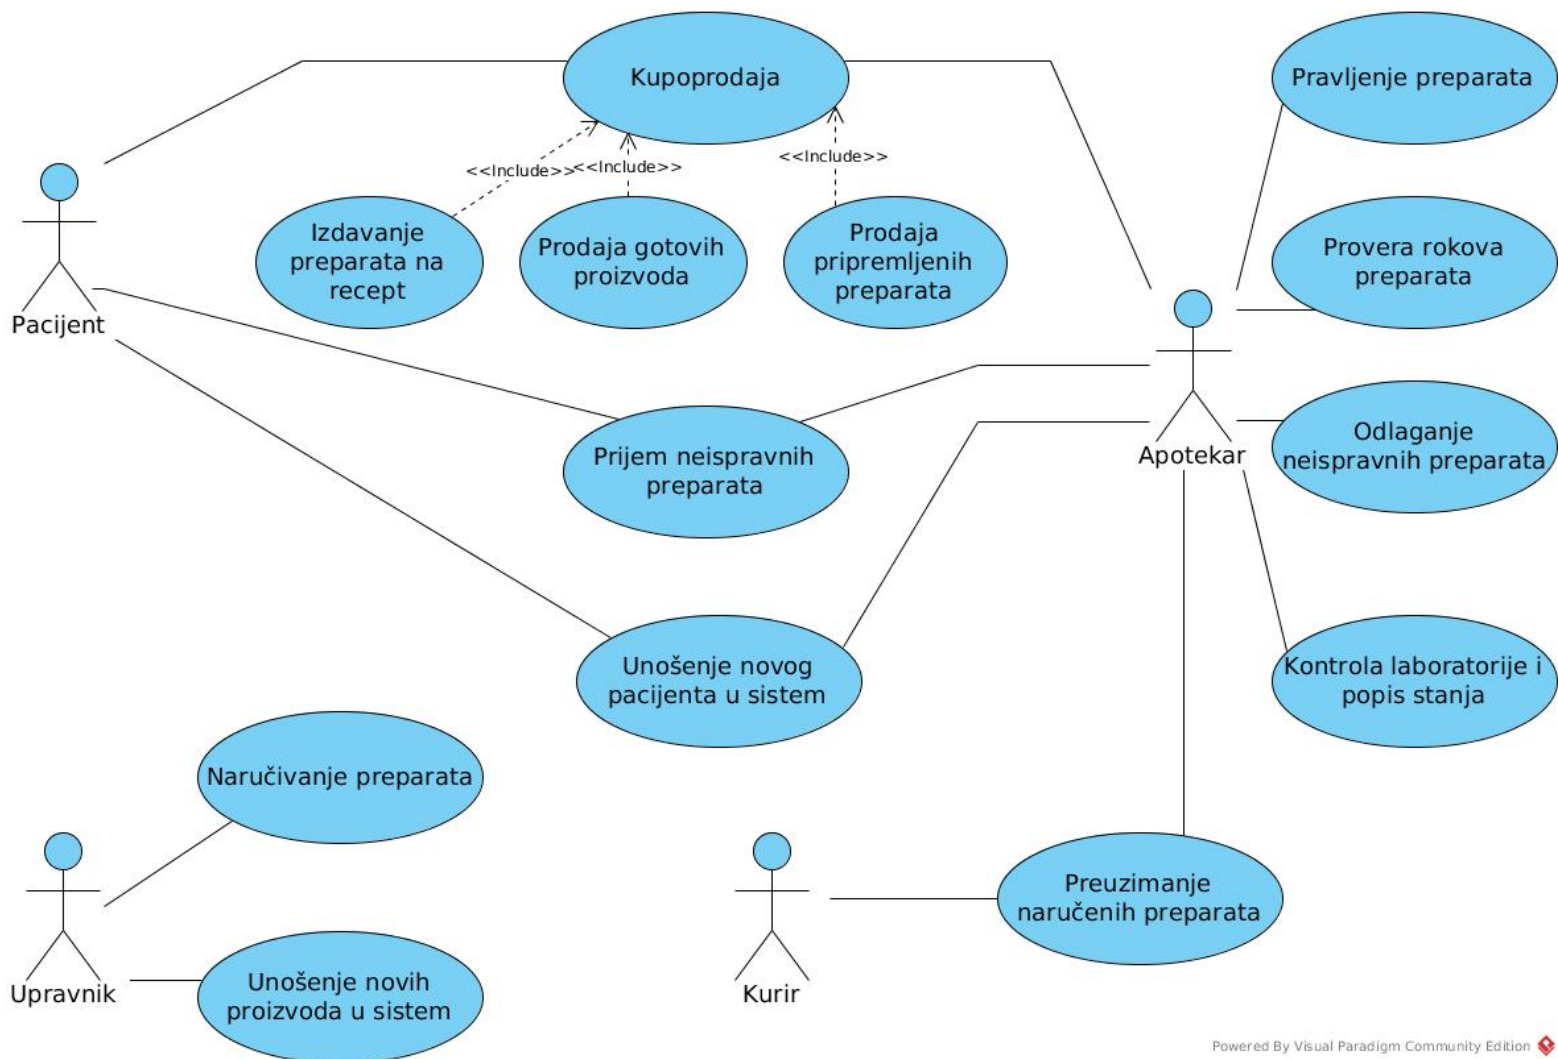 Kupoprodaja
Pravljenje preparata
<<Include>>
<<Include>>
<<Include>>
Izdavanje
preparata na
recept
Prodaja gotovih
proizvoda
Prodaja
pripremljenih
preparata
Provera rokova
preparata
Pacijent
Prijem neispravnih
preparata
Apotekar
Odlaganje
neispravnih preparata
Unošenje novog
pacijenta u sistem
Kontrola laboratorije i
popis stanja
Naručivanje preparata
Preuzimanje
naručenih preparata
Upravnik
Unošenje novih
proizvoda u sistem
Kurir
Powered By Visual Paradigm Community Edition